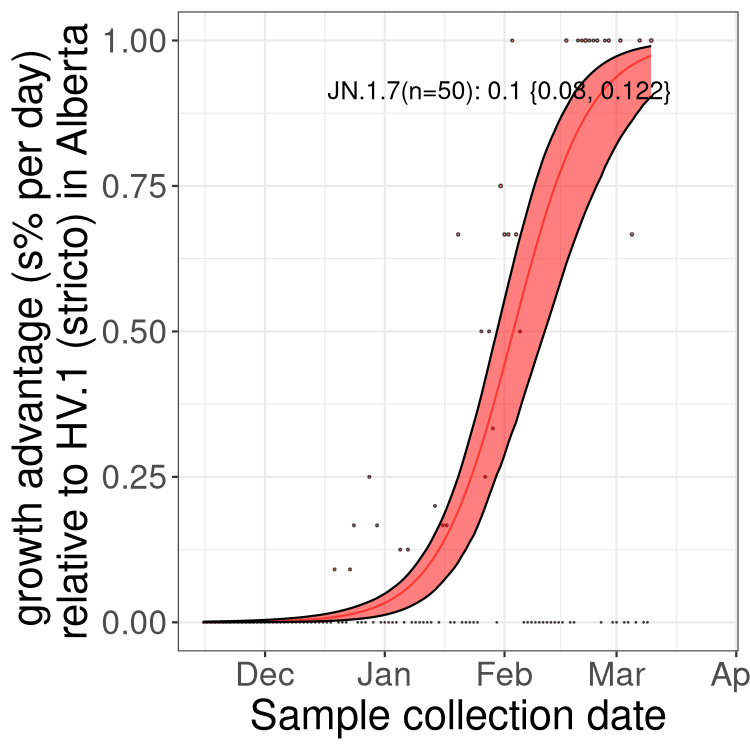 growth advantage (s% per day)
relative to HV.1 (stricto) in Alberta
1.00
0.75
0.50
0.25
0.00
JN.1.7(n=50): 0.1 {0.08, 0.122}
Dec Jan Feb Mar Ap
Sample collection date